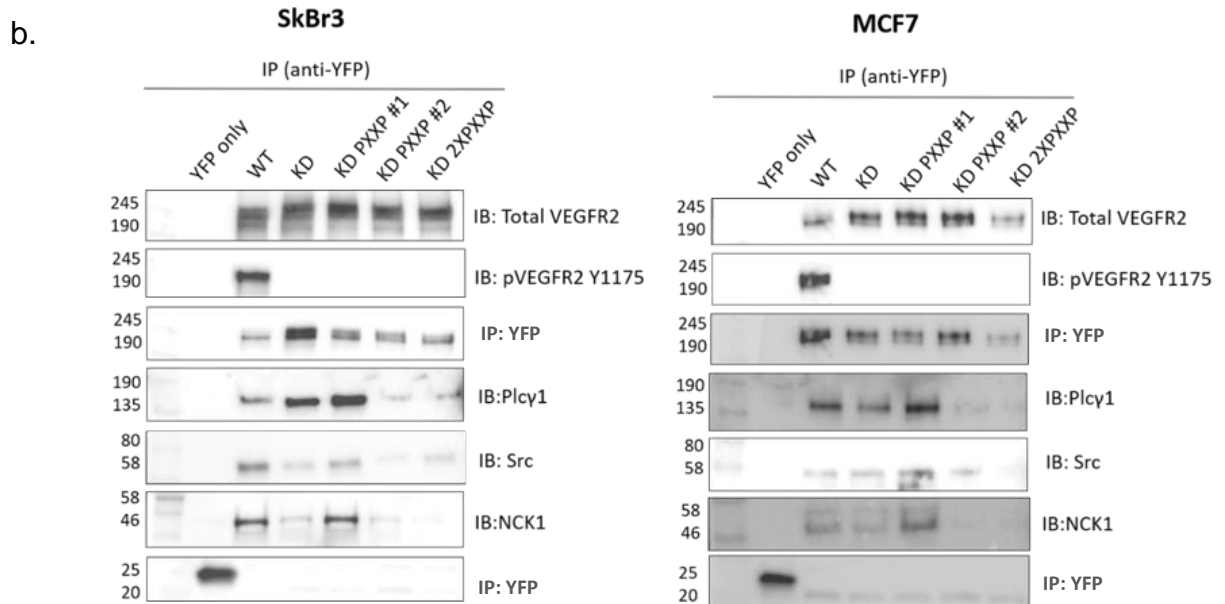 b.
SkBr3
IP (anti-YFP)
YFP only
WT
KD
KD PXXP #1
KD PXXP #2
KD 2XPXXP
245
190
IB: Total VEGFR2
245
190
IB: pVEGFR2 Y1175
245
190
IP: YFP
190
135
IB:Plcγ1
80
58
IB: Src
58
46
IB:NCK1
25
20
IP: YFP
MCF7
IP (anti-YFP)
YFP only
WT
KD
KD PXXP #1
KD PXXP #2
KD 2XPXXP
245
190
IB: Total VEGFR2
245
190
IB: pVEGFR2 Y1175
245
190
IP: YFP
190
135
IB:Plcγ1
80
58
IB: Src
58
46
IB:NCK1
25
20
IP: YFP